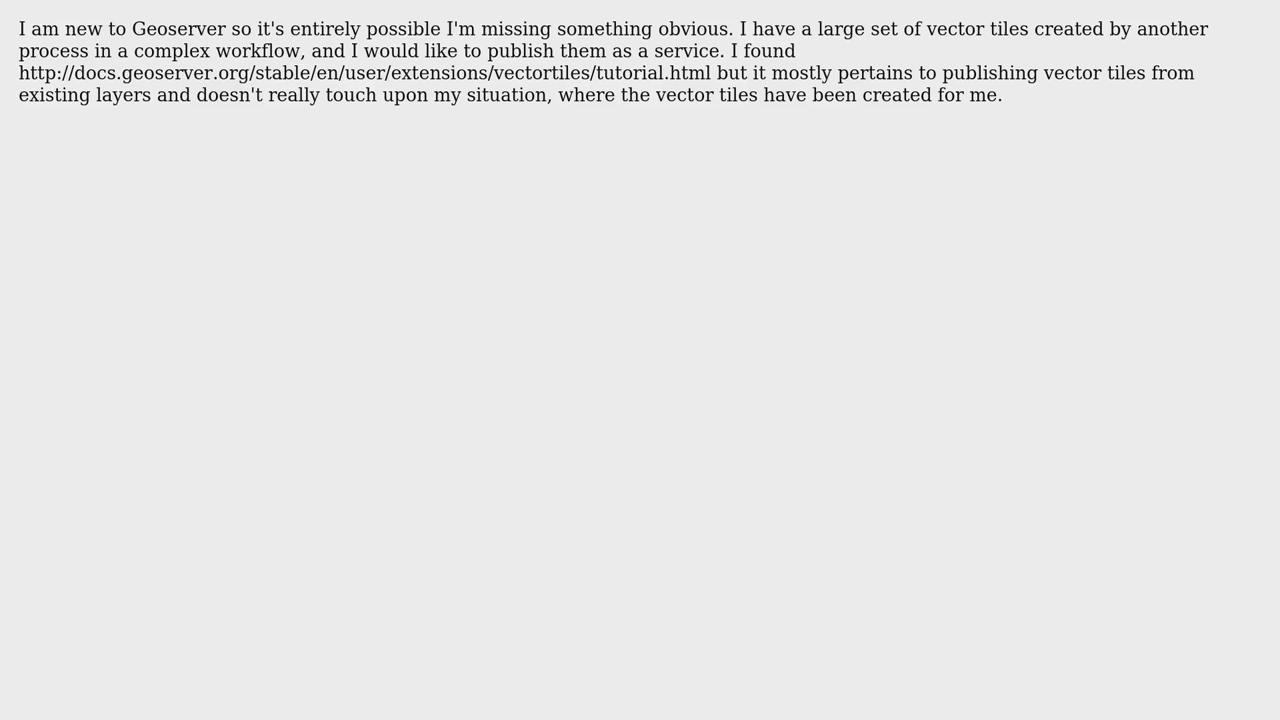 I am new to Geoserver so it's entirely possible I'm missing something obvious. I have a large set of vector tiles created by another
process in a complex workflow, and I would like to publish them as a service. I found
http://docs.geoserver.org/stable/en/user/extensions/vectortiles/tutorial.html but it mostly pertains to publishing vector tiles from
existing layers and doesn't really touch upon my situation, where the vector tiles have been created for me.